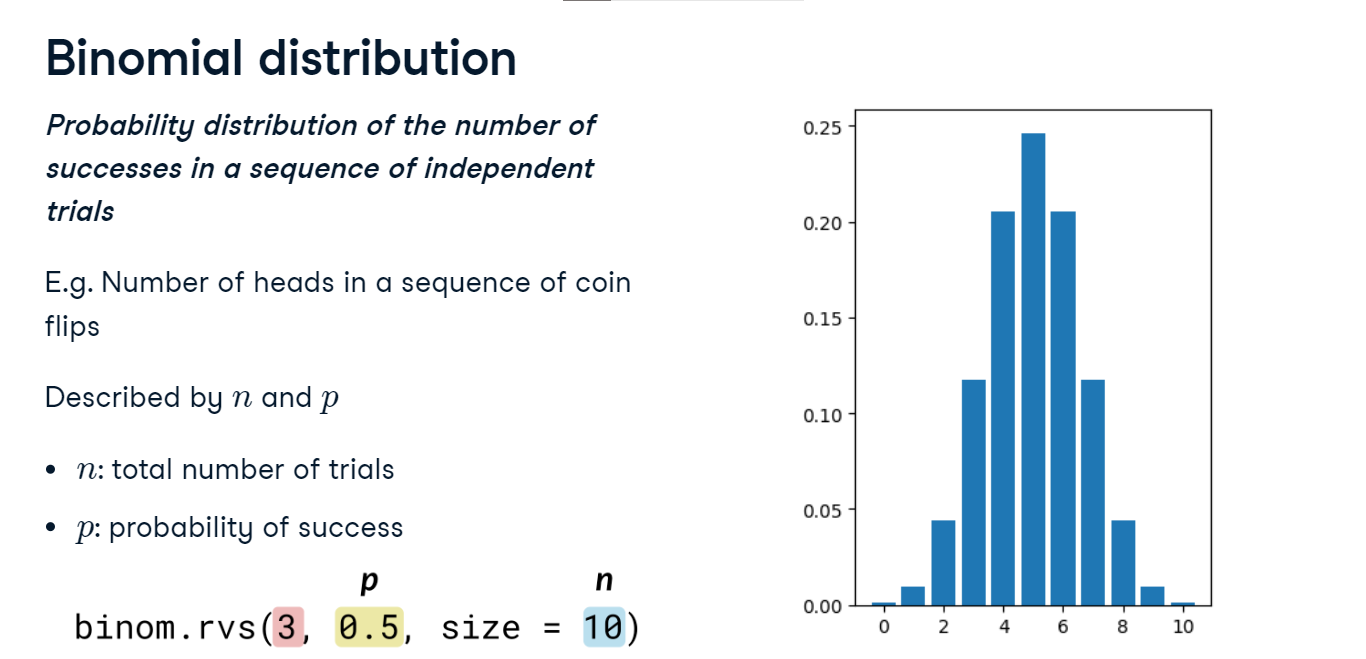 Binomial distribution
Probability distribution of the number of
successes in a sequence of independent
trials
E.g. Number of heads in a sequence of coin
flips
Described by n and p
• n: total number of trials
• p: probability of success
p n
binom.rvs(3, 0.5, size = 10)
0.25
0.20
0.15
0.10
0.05
0.00
0 2 4 6 8 10